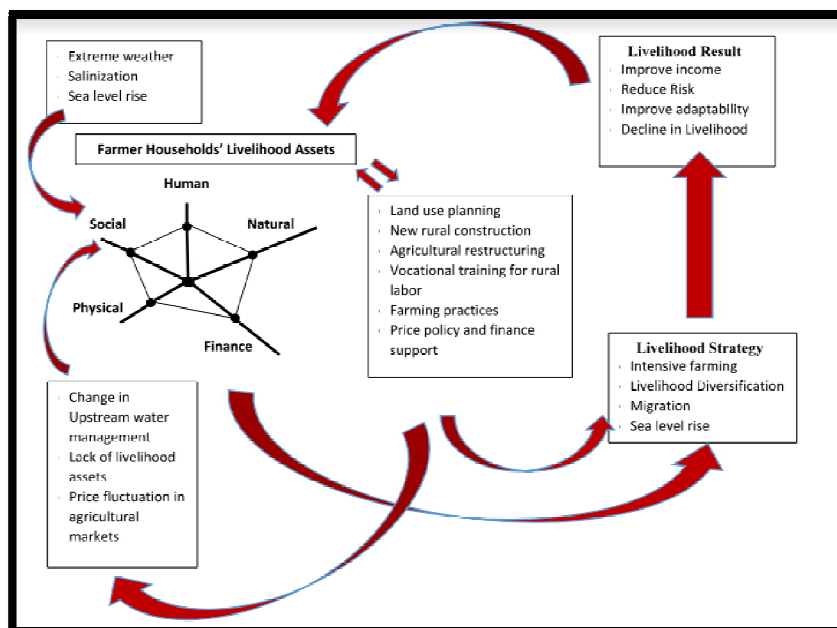 Extreme weather
Salinization
Sea level rise
Livelihood Result
Improve income
Reduce Risk
Improve adaptability
Decline in Livelihood
Farmer Households' Livelihood Assets
Human
Social
Natural
Physical
Finance
Land use planning
New rural construction
Agricultural restructuring
Vocational training for rural
labor
Farming practices
Price policy and finance
support
Livelihood Strategy
Intensive farming
Livelihood Diversification
Migration
Sea level rise
Change in
Upstream water
management
Lack of livelihood
assets
Price fluctuation in
agricultural
markets